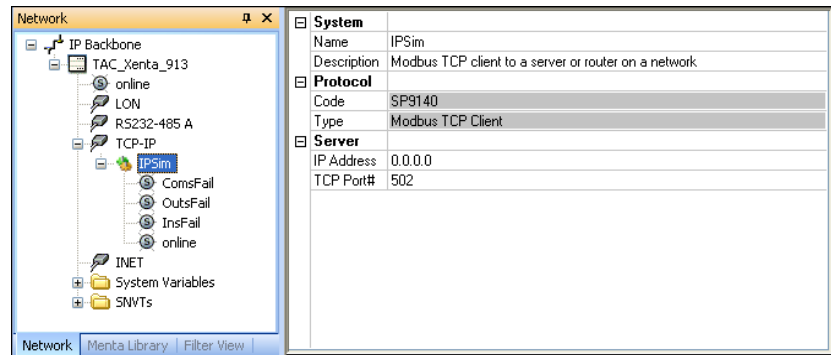 Network
IP Backbone
TAC_Xenta_913
online
LON
RS232-485 A
TCP-IP
IPSim
ComsFail
OutsFail
InsFail
online
INET
System Variables
SNVTs
Network Menta Library Filter View
System
Name IPSim
Description Modbus TCP client to a server or router on a network
Protocol
Code SP9140
Type Modbus TCP Client
Server
IP Address 0.0.0.0
TCP Port# 502